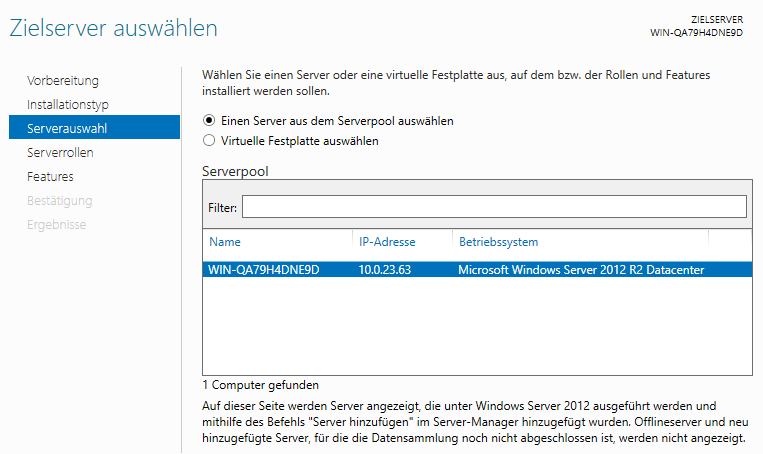 Zielserver auswählen
ZIELSERVER
WIN-QA79H4DNE9D
Vorbereitung
Installationstyp
Serverauswahl
Serverrollen
Features
Bestätigung
Ergebnisse
Wählen Sie einen Server oder eine virtuelle Festplatte aus, auf dem bzw. der Rollen und Features
installiert werden sollen.
Einen Server aus dem Serverpool auswählen
Virtuelle Festplatte auswählen
Serverpool
Filter:
Name IP-Adresse Betriebssystem
WIN-QA79H4DNE9D 10.0.23.63 Microsoft Windows Server 2012 R2 Datacenter
1 Computer gefunden
Auf dieser Seite werden Server angezeigt, die unter Windows Server 2012 ausgeführt werden und
mithilfe des Befehls "Server hinzufügen" im Server-Manager hinzugefügt wurden. Offlineserver und neu
hinzugefügte Server, für die die Datensammlung noch nicht abgeschlossen ist, werden nicht angezeigt.